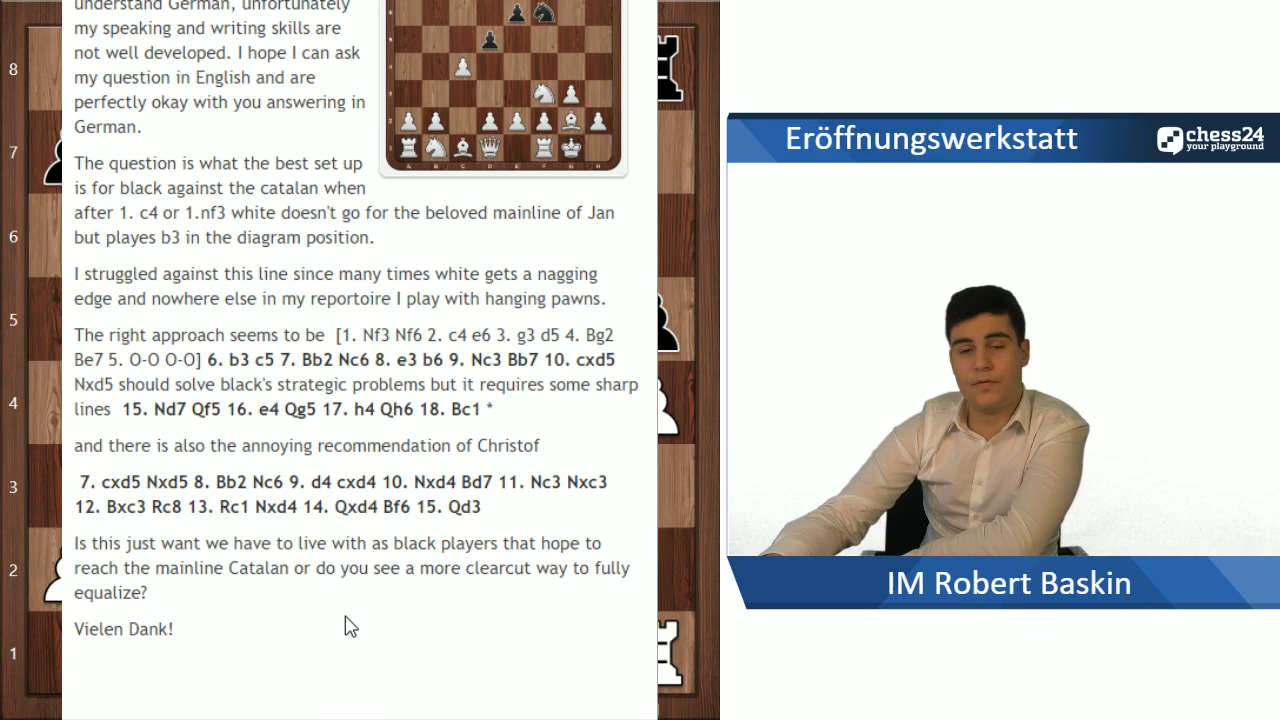 understand German, unfortunately
my speaking and writing skills are
not well developed. I hope I can ask
my question in English and are
perfectly okay with you answering in
German.
The question is what the best set up
is for black against the catalan when
after 1. c4 or 1.nf3 white doesn't go for the beloved mainline of Jan
but playes b3 in the diagram position.
I struggled against this line since many times white gets a nagging
edge and nowhere else in my reportoire I play with hanging pawns.
The right approach seems to be [1. Nf3 Nf6 2. c4 e6 3. g3 d5 4. Bg2
Be7 5. O-O O-O] 6. b3 c5 7. Bb2 Nc6 8. e3 b6 9. Nc3 Bb7 10. cxd5
Nxd5 should solve black's strategic problems but it requires some sharp
lines 15. Nd7 Qf5 16. e4 Qg5 17. h4 Qh6 18. Bc1 *
and there is also the annoying recommendation of Christof
7. cxd5 Nxd5 8. Bb2 Nc6 9. d4 cxd4 10. Nxd4 Bd7 11. Nc3 Nxc3
12. Bxc3 Rc8 13. Rc1 Nxd4 14. Qxd4 Bf6 15. Qd3
Is this just want we have to live with as black players that hope to
reach the mainline Catalan or do you see a more clearcut way to fully
equalize?
Vielen Dank!
8
7
6
5
4
3
2
1
Eröffnungswerkstatt
chess24
your playground
IM Robert Baskin